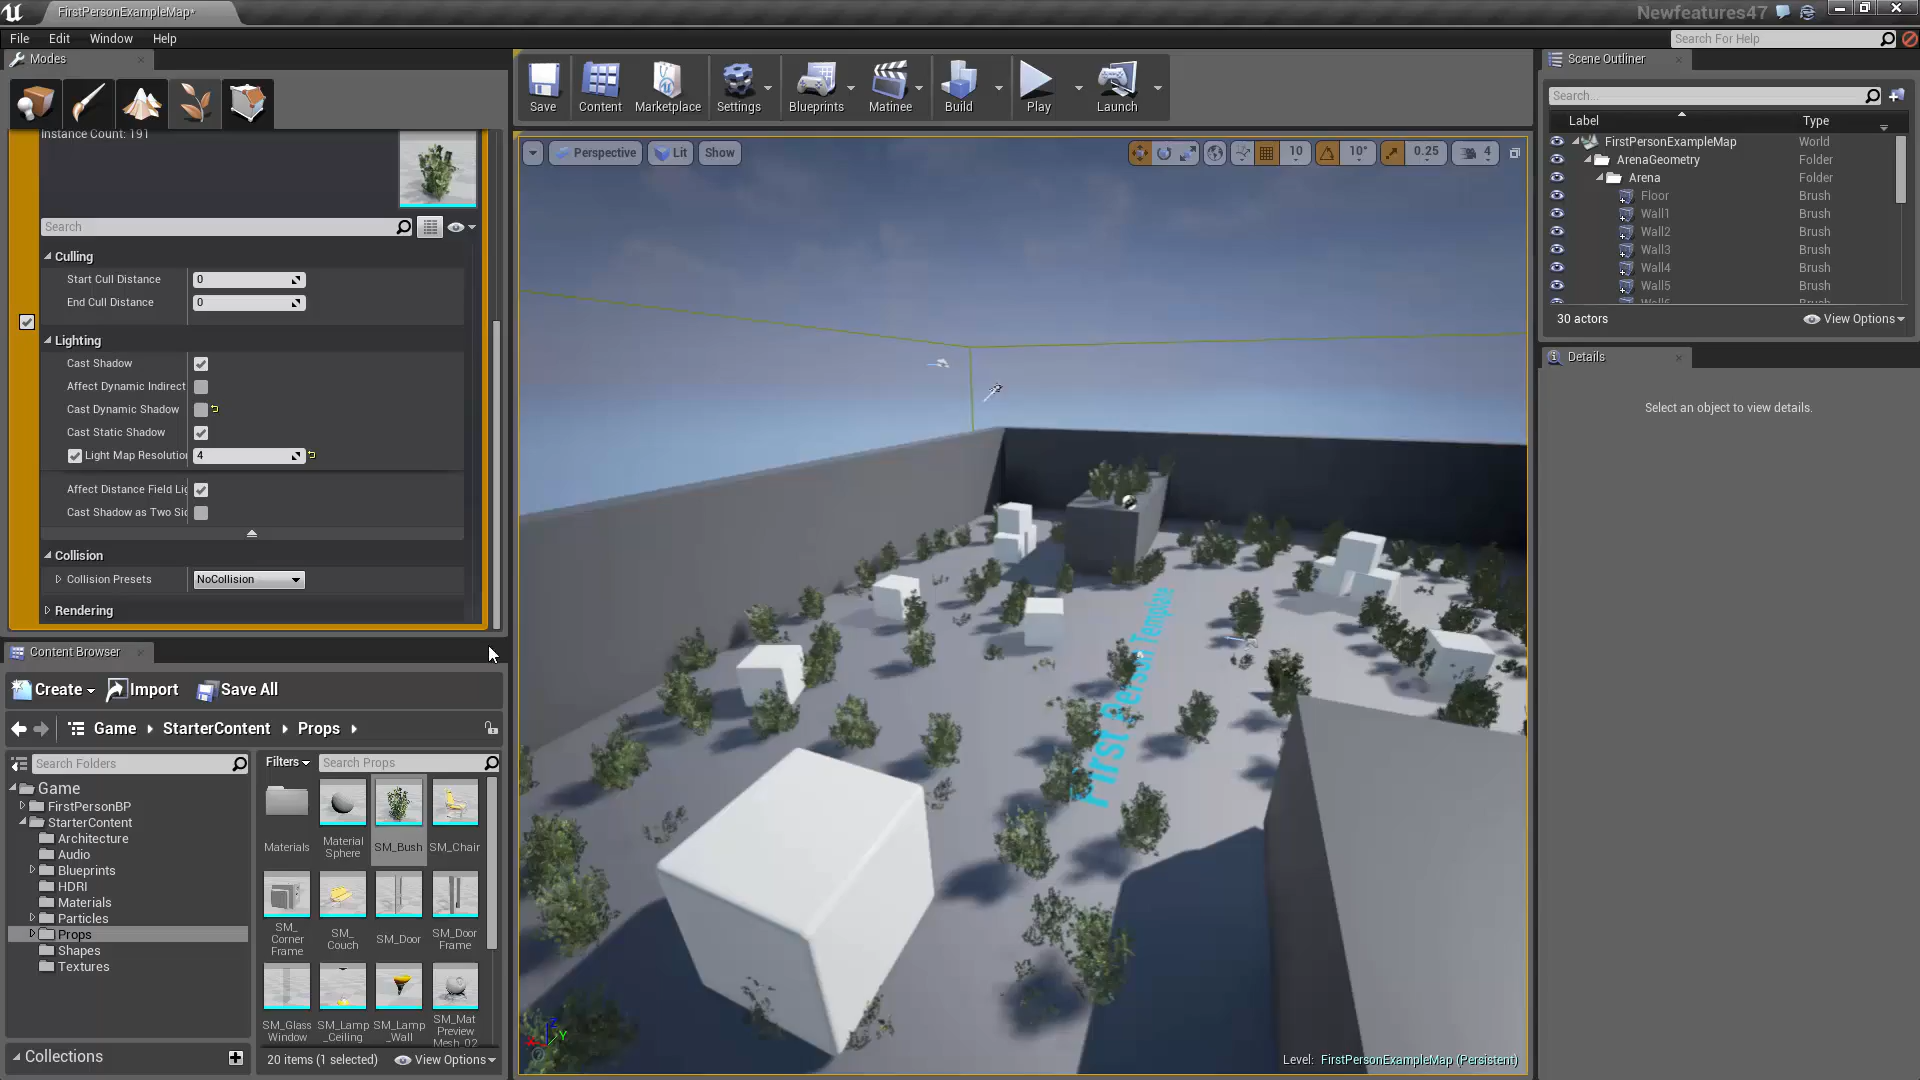 FirstPersonExampleMap*
Newfeatures47
File Edit Window Help
Search For Help
Modes
Save
Content
Marketplace
Settings
Blueprints
Matinee
Build
Play
Launch
Instance Count: 191
Search
Culling
Start Cull Distance 0
End Cull Distance 0
Lighting
Cast Shadow
Affect Dynamic Indirect
Cast Dynamic Shadow
Cast Static Shadow
Light Map Resolution 4
Affect Distance Field Lig
Cast Shadow as Two Sid
Collision
Collision Presets NoCollision
Rendering
Perspective
Lit
Show
10
10°
0.25
4
First Person Template
Level: FirstPersonExampleMap (Persistent)
Scene Outliner
Search...
Label Type
FirstPersonExampleMap World
ArenaGeometry Folder
Arena Folder
Floor Brush
Wall1 Brush
Wall2 Brush
Wall3 Brush
Wall4 Brush
Wall5 Brush
Wall6 Brush
30 actors
View Options
Details
Select an object to view details.
Content Browser
Create
Import
Save All
Game StarterContent Props
Search Folders
Game
FirstPersonBP
StarterContent
Architecture
Audio
Blueprints
HDRI
Materials
Particles
Props
Shapes
Textures
Collections
Filters
Search Props
Materials
Material Sphere
SM_Bush
SM_Chair
SM_
Corner
Frame
SM_
Couch
SM_Door
SM_Door
Frame
SM_Glass
Window
SM_Lamp
_Ceiling
SM_Lamp
_Wall
SM_Mat
Preview
Mesh_02
20 items (1 selected)
View Options